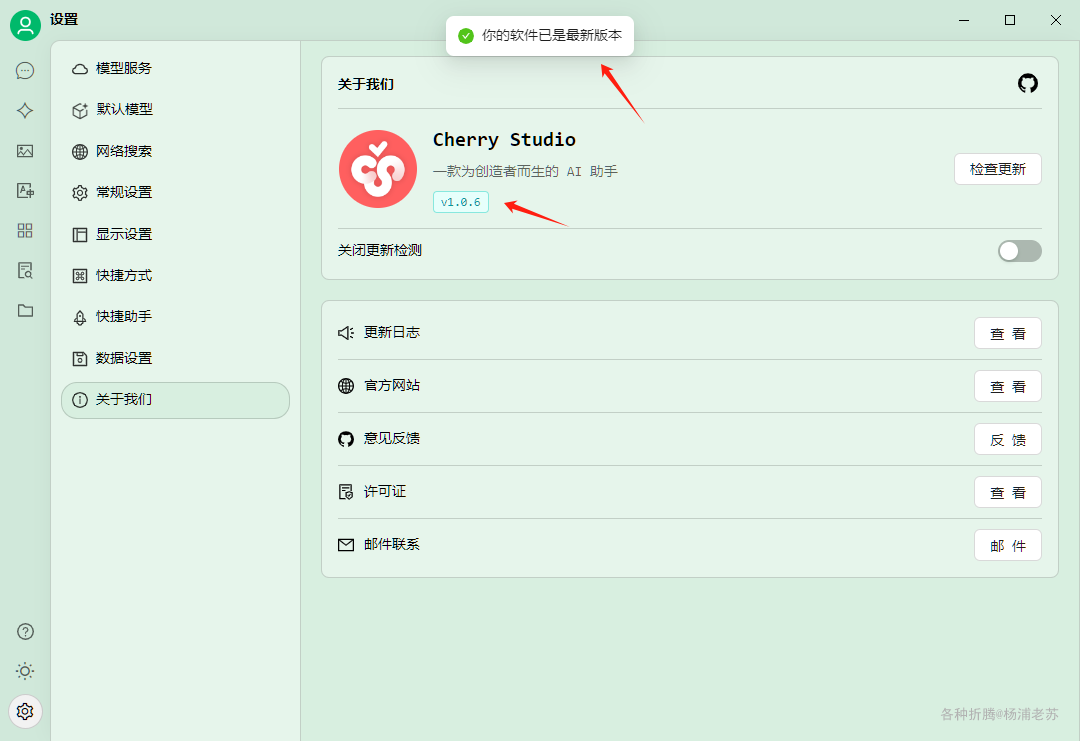 设置
你的软件已是最新版本
模型服务
默认模型
网络搜索
常规设置
显示设置
快捷方式
快捷助手
数据设置
关于我们
关于我们
Cherry Studio
一款为创造者而生的 AI 助手
v1.0.6
检查更新
关闭更新检测
更新日志
查 看
官方网站
查 看
意见反馈
反 馈
许可证
查 看
邮件联系
邮 件
各种折腾@杨浦老苏